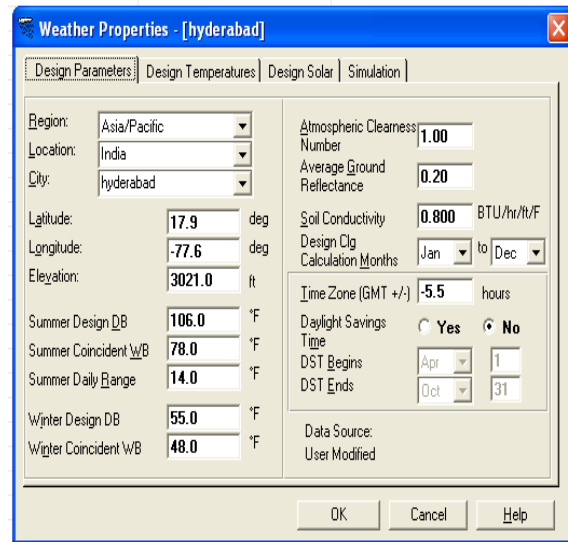 Weather Properties - [hyderabad]
Design Parameters Design Temperatures Design Solar Simulation
Region: Asia/Pacific
Location: India
City: hyderabad
Latitude: 17.9 deg
Longitude: -77.6 deg
Elevation: 3021.0 ft
Summer Design DB 106.0 °F
Summer Coincident WB 78.0 °F
Summer Daily Range 14.0 °F
Winter Design DB 55.0 °F
Winter Coincident WB 48.0 °F
Atmospheric Clearness
Number 1.00
Average Ground
Reflectance 0.20
Soil Conductivity 0.800 BTU/hr/ft/F
Design Clg
Calculation Months Jan to Dec
Time Zone (GMT +/-) -5.5 hours
Daylight Savings
Time Yes No
DST Begins Apr 1
DST Ends Oct 31
Data Source:
User Modified
OK Cancel Help